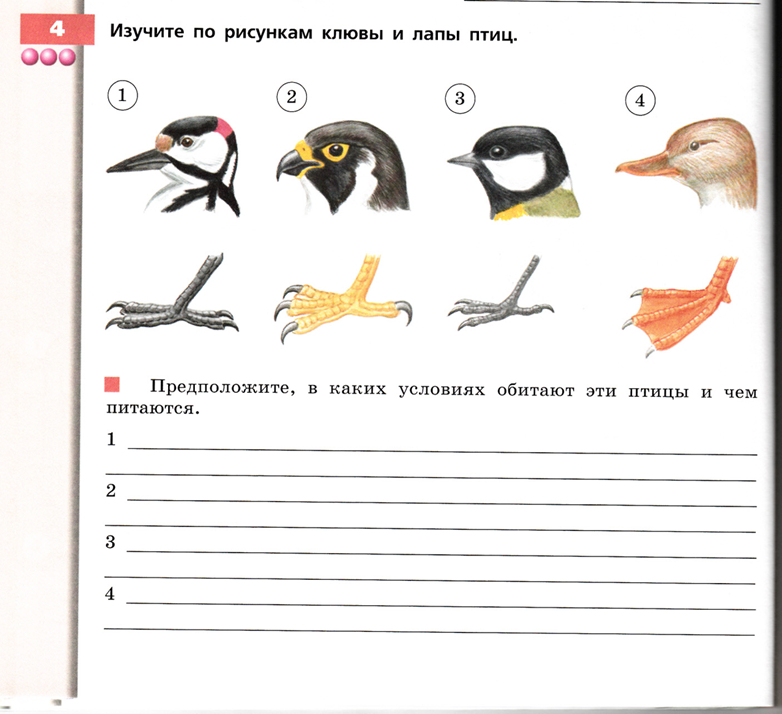 4
Изучите по рисункам клювы и лапы птиц.
1 2 3 4
Предположите, в каких условиях обитают эти птицы и чем
питаются.
1
2
3
4